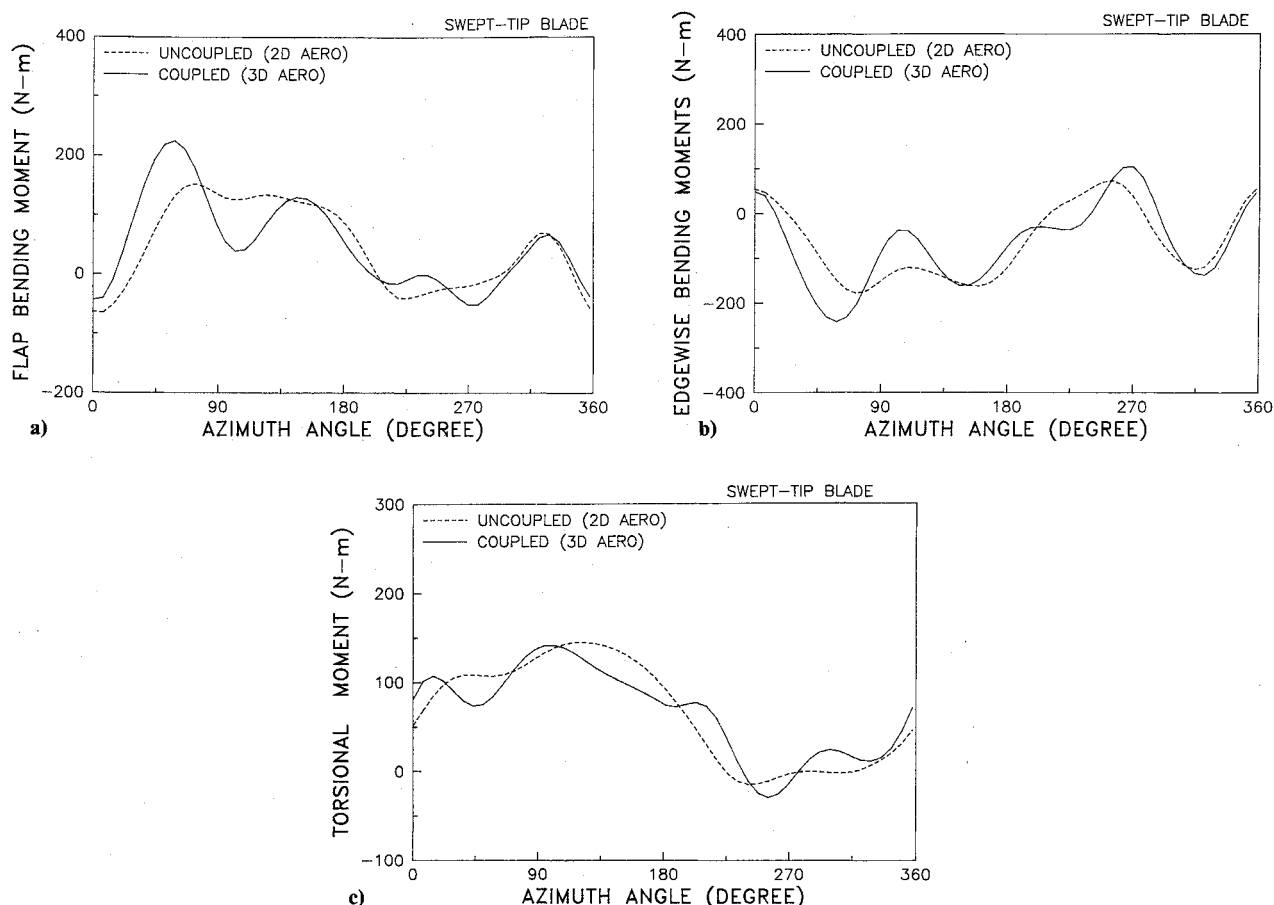 SWEPT-TIP BLADE
400
UNCOUPLED (2D AERO)
COUPLED (3D AERO)
200
0
-200
FLAP BENDING MOMENT (N-m)
0 90 180 270 360
AZIMUTH ANGLE (DEGREE)
a)
SWEPT-TIP BLADE
400
UNCOUPLED (2D AERO)
COUPLED (3D AERO)
200
0
-200
-400
EDGEWISE BENDING MOMENTS (N-m)
0 90 180 270 360
AZIMUTH ANGLE (DEGREE)
b)
SWEPT-TIP BLADE
300
UNCOUPLED (2D AERO)
COUPLED (3D AERO)
200
100
0
-100
TORSIONAL MOMENT (N-m)
0 90 180 270 360
AZIMUTH ANGLE (DEGREE)
c)